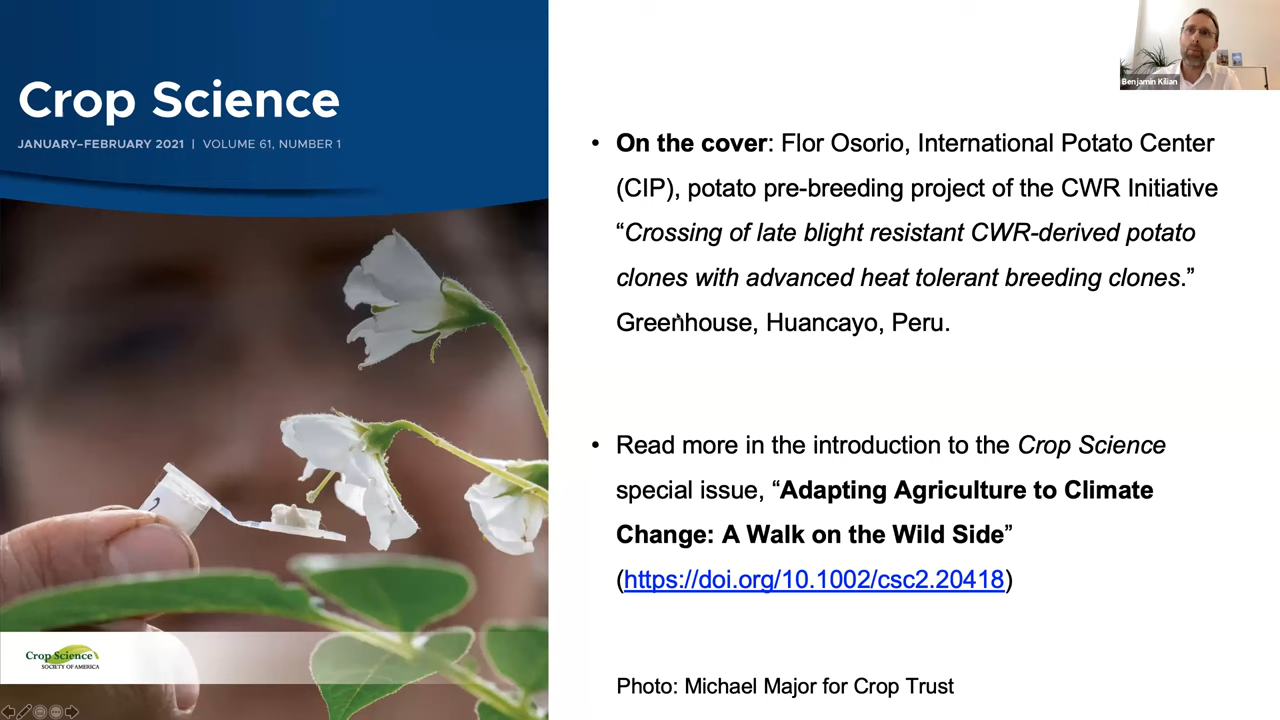 Crop Science
JANUARY–FEBRUARY 2021 | VOLUME 61, NUMBER 1
Crop Science
SOCIETY OF AMERICA
Benjamin Kilian
• On the cover: Flor Osorio, International Potato Center
(CIP), potato pre-breeding project of the CWR Initiative
“Crossing of late blight resistant CWR-derived potato
clones with advanced heat tolerant breeding clones.”
Greenhouse, Huancayo, Peru.
• Read more in the introduction to the Crop Science
special issue, “Adapting Agriculture to Climate
Change: A Walk on the Wild Side”
(https://doi.org/10.1002/csc2.20418)
Photo: Michael Major for Crop Trust